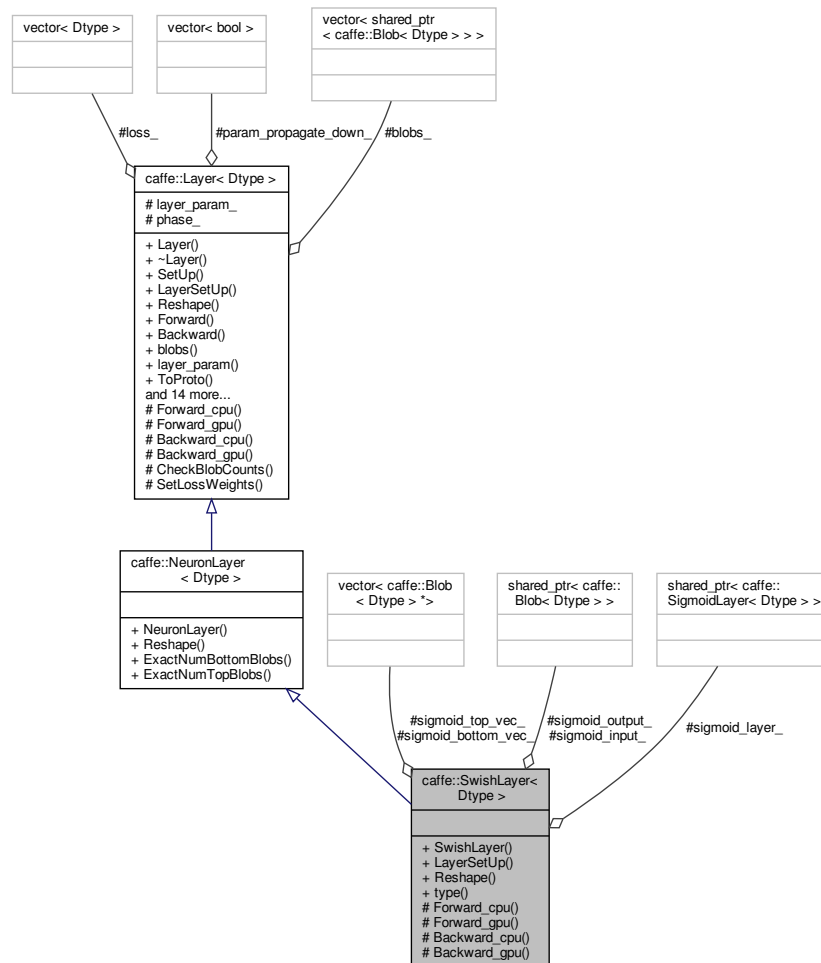 vector< Dtype >
vector< bool >
vector< shared_ptr
< caffe::Blob< Dtype > > >
#loss_
#param_propagate_down_
#blobs_
caffe::Layer< Dtype >
# layer_param_
# phase_
+ Layer()
+ ~Layer()
+ SetUp()
+ LayerSetUp()
+ Reshape()
+ Forward()
+ Backward()
+ blobs()
+ layer_param()
+ ToProto()
and 14 more...
# Forward_cpu()
# Forward_gpu()
# Backward_cpu()
# Backward_gpu()
# CheckBlobCounts()
# SetLossWeights()
caffe::NeuronLayer
< Dtype >
+ NeuronLayer()
+ Reshape()
+ ExactNumBottomBlobs()
+ ExactNumTopBlobs()
vector< caffe::Blob
< Dtype > *>
shared_ptr< caffe::
Blob< Dtype > >
shared_ptr< caffe::
SigmoidLayer< Dtype > >
#sigmoid_top_vec_
#sigmoid_bottom_vec_
#sigmoid_output_
#sigmoid_input_
#sigmoid_layer_
caffe::SwishLayer<
Dtype >
+ SwishLayer()
+ LayerSetUp()
+ Reshape()
+ type()
# Forward_cpu()
# Forward_gpu()
# Backward_cpu()
# Backward_gpu()